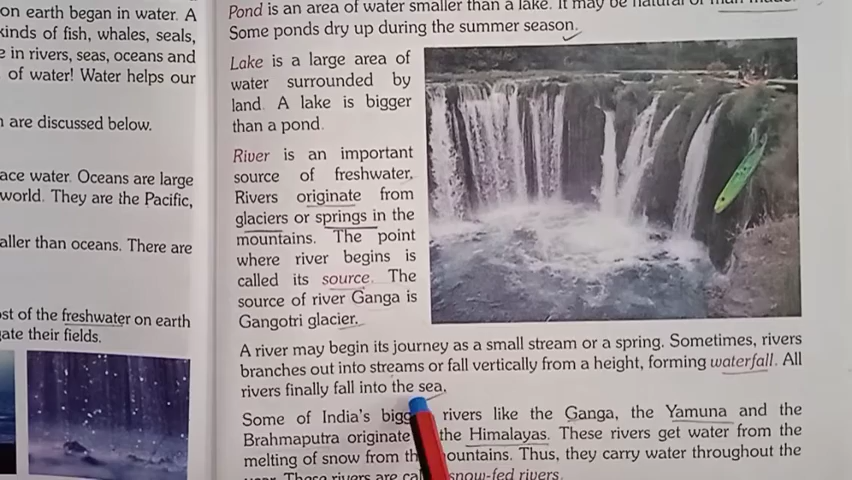 on earth began in water. A
kinds of fish, whales, seals,
e in rivers, seas, oceans and
of water! Water helps our
are discussed below.
ace water. Oceans are large
world. They are the Pacific,
aller than oceans. There are
ost of the freshwater on earth
gate their fields.
Pond is an area of water smaller than a lake. It may be natural or man made.
Some ponds dry up during the summer season.
Lake is a large area of
water surrounded by
land. A lake is bigger
than a pond.
River is an important
source of freshwater.
Rivers originate from
glaciers or springs in the
mountains. The point
where river begins is
called its source. The
source of river Ganga is
Gangotri glacier.
A river may begin its journey as a small stream or a spring. Sometimes, rivers
branches out into streams or fall vertically from a height, forming waterfall. All
rivers finally fall into the sea.
Some of India's bigg rivers like the Ganga, the Yamuna and the
Brahmaputra originate the Himalayas. These rivers get water from the
melting of snow from th ountains. Thus, they carry water throughout the
These rivers are cal snow-fed rivers.